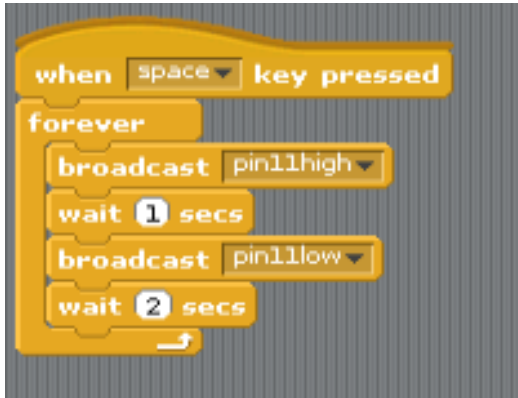 when space key pressed
forever
broadcast pin11high
wait 1 secs
broadcast pin11low
wait 2 secs